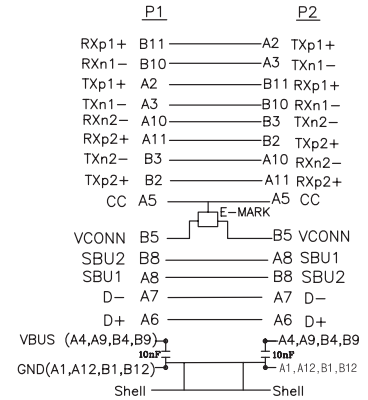 P1 P2
RXp1+ B11 A2 TXp1+
RXn1− B10 A3 TXn1−
TXp1+ A2 B11 RXp1+
TXn1− A3 B10 RXn1−
RXn2− A10 B3 TXn2−
RXp2+ A11 B2 TXp2+
TXn2− B3 A10 RXn2−
TXp2+ B2 A11 RXp2+
CC A5 A5 CC
E−MARK
VCONN B5 B5 VCONN
SBU2 B8 A8 SBU1
SBU1 A8 B8 SBU2
D− A7 A7 D−
D+ A6 A6 D+
VBUS (A4,A9,B4,B9) A4,A9,B4,B9
10nF 10nF
GND(A1,A12,B1,B12) A1,A12,B1,B12
Shell Shell